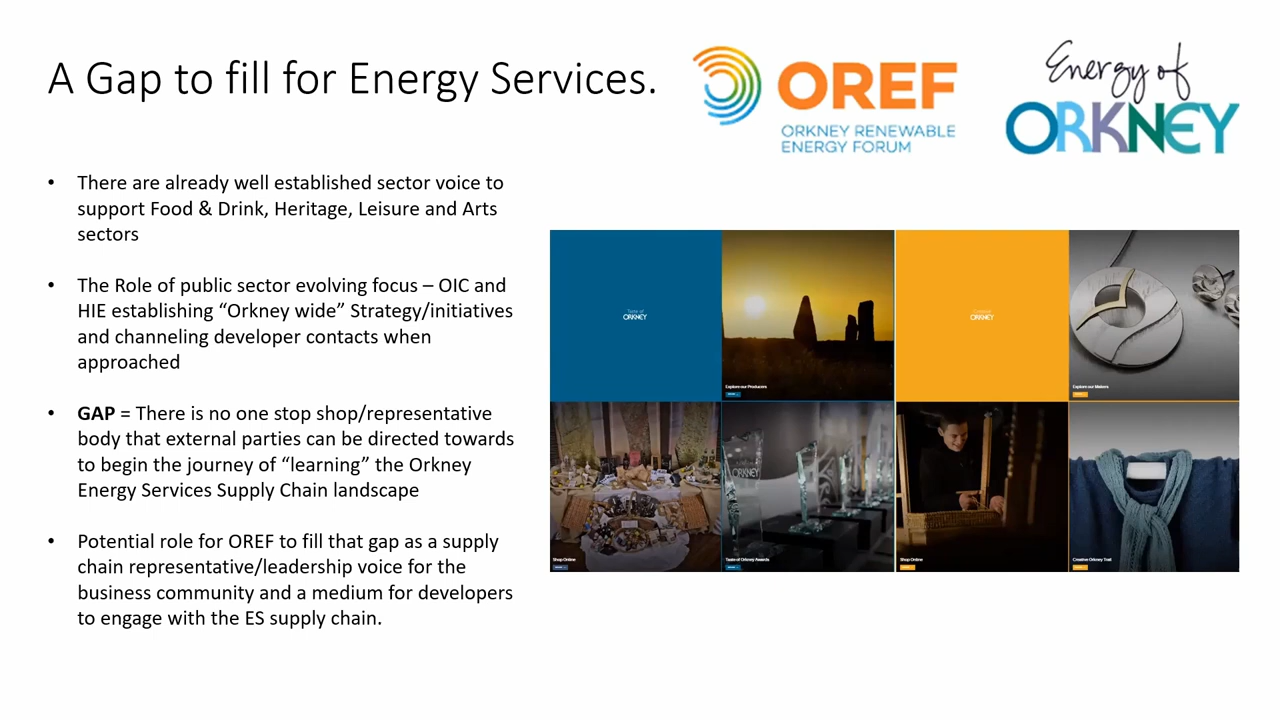 A Gap to fill for Energy Services.
OREF
ORKNEY RENEWABLE
ENERGY FORUM
Energy of
ORKNEY
• There are already well established sector voice to
support Food & Drink, Heritage, Leisure and Arts
sectors
• The Role of public sector evolving focus – OIC and
HIE establishing “Orkney wide” Strategy/initiatives
and channeling developer contacts when
approached
• GAP = There is no one stop shop/representative
body that external parties can be directed towards
to begin the journey of “learning” the Orkney
Energy Services Supply Chain landscape
• Potential role for OREF to fill that gap as a supply
chain representative/leadership voice for the
business community and a medium for developers
to engage with the ES supply chain.
Taste of
ORKNEY
Explore our Producers
ORKNEY
Explore our Makers
Shop Online
ORKNEY
Taste of Orkney Awards
Shop Online
Creative Orkney Trail